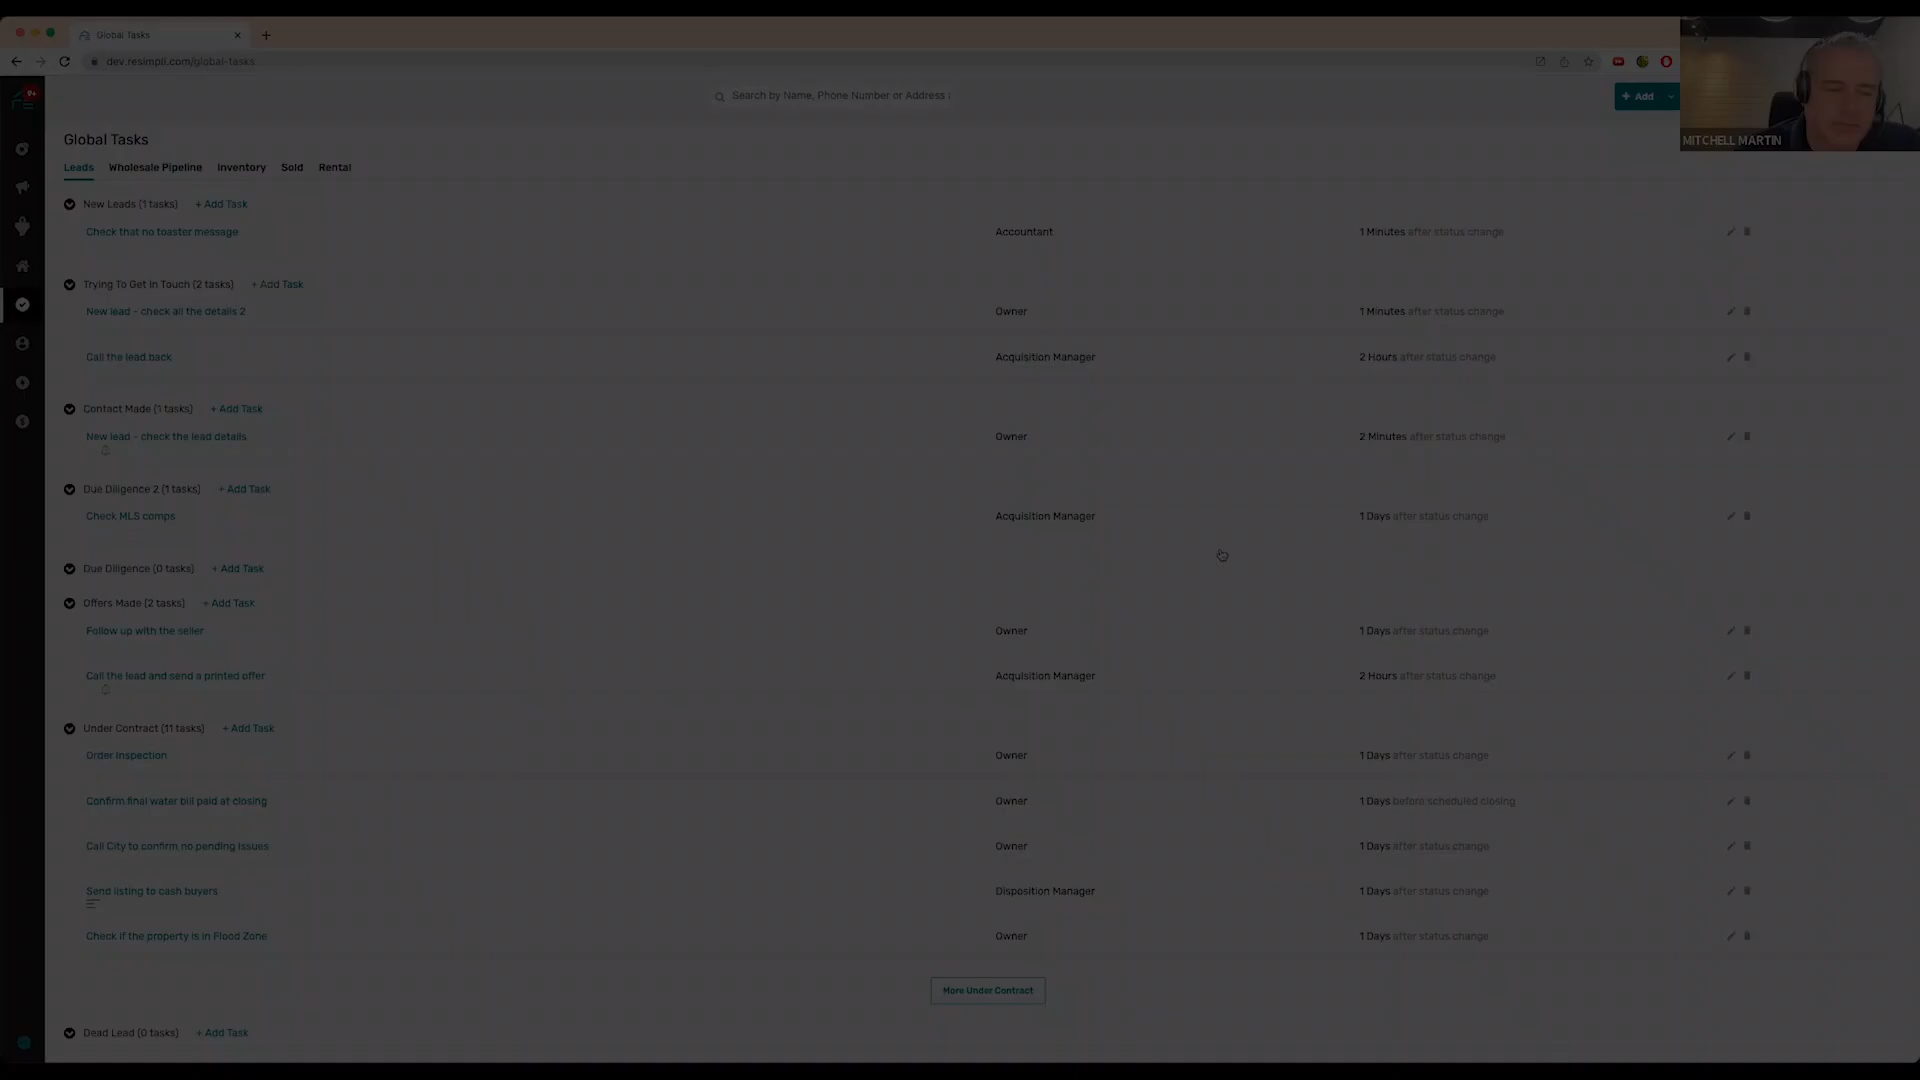 Global Tasks
dev.resimpli.com/global-tasks
9+
Search by Name, Phone Number or Address
+ Add
MITCHELL MARTIN
Global Tasks
Leads Wholesale Pipeline Inventory Sold Rental
New Leads (1 tasks) + Add Task
Check that no toaster message Accountant 1 Minutes after status change
Trying To Get In Touch (2 tasks) + Add Task
New lead - check all the details 2 Owner 1 Minutes after status change
Call the lead back Acquisition Manager 2 Hours after status change
Contact Made (1 tasks) + Add Task
New lead - check the lead details Owner 2 Minutes after status change
Due Diligence 2 (1 tasks) + Add Task
Check MLS comps Acquisition Manager 1 Days after status change
Due Diligence (0 tasks) + Add Task
Offers Made (2 tasks) + Add Task
Follow up with the seller Owner 1 Days after status change
Call the lead and send a printed offer Acquisition Manager 2 Hours after status change
Under Contract (11 tasks) + Add Task
Order Inspection Owner 1 Days after status change
Confirm final water bill paid at closing Owner 1 Days before scheduled closing
Call City to confirm no pending issues Owner 1 Days after status change
Send listing to cash buyers Disposition Manager 1 Days after status change
Check if the property is in Flood Zone Owner 1 Days after status change
More Under Contract
Dead Lead (0 tasks) + Add Task